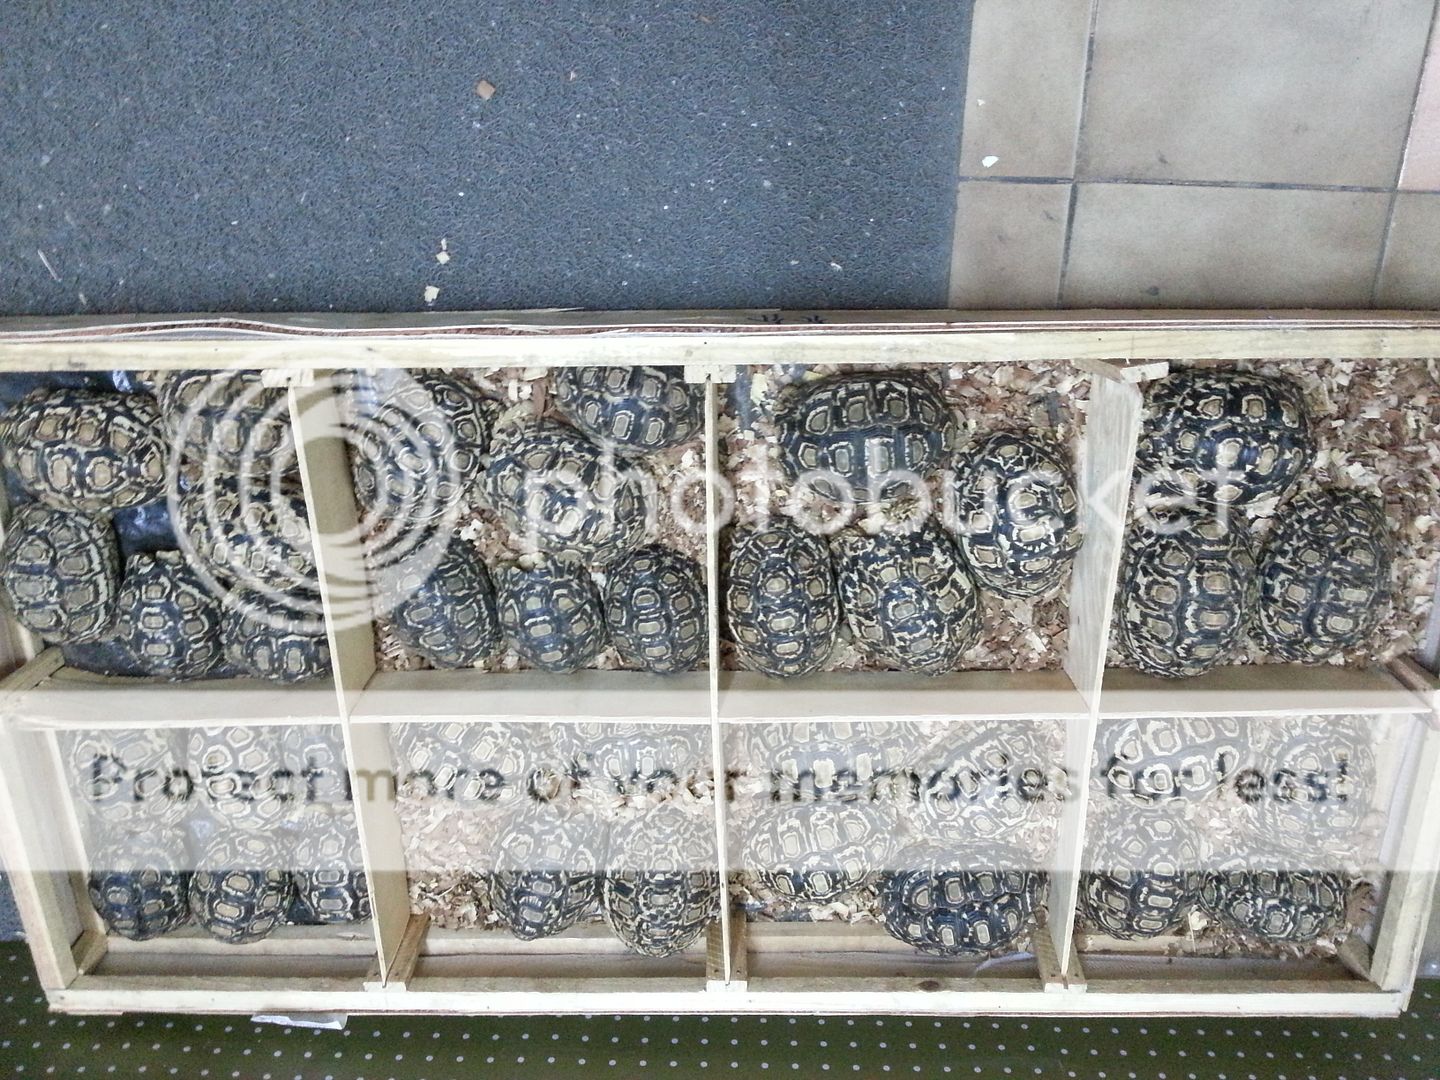 photobucket
Protect more of your memories for less!